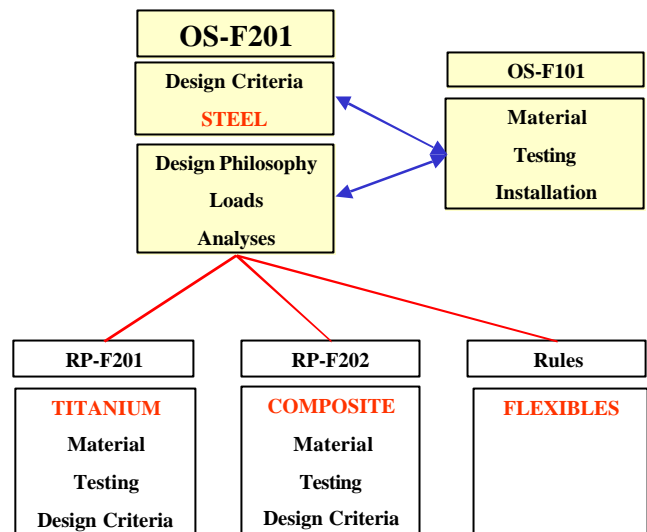 OS-F201
Design Criteria
STEEL
Design Philosophy
Loads
Analyses
OS-F101
Material
Testing
Installation
RP-F201
TITANIUM
Material
Testing
Design Criteria
RP-F202
COMPOSITE
Material
Testing
Design Criteria
Rules
FLEXIBLES